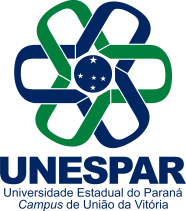 UNESPAR
Universidade Estadual do Paraná
Campus de União da Vitória